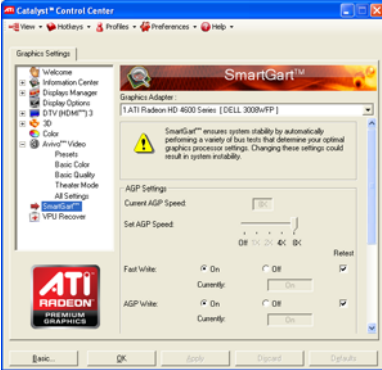 Catalyst™ Control Center
View Hotkeys Profiles Preferences Help
Graphics Settings
Welcome
Information Center
Displays Manager
Display Options
DTV (HDMI™) 3
3D
Color
Avivo™ Video
Presets
Basic Color
Basic Quality
Theater Mode
All Settings
SmartGart™
VPU Recover
ATI
RADEON
PREMIUM
GRAPHICS
SmartGart™
Graphics Adapter:
1.ATI Radeon HD 4600 Series [ DELL 3008WFP ]
SmartGart™ ensures system stability by automatically
performing a variety of bus tests that determine your optimal
graphics processor settings. Changing these settings could
result in system instability.
AGP Settings
Current AGP Speed: 8X
Set AGP Speed:
Off 1X 2X 4X 8X
Retest
Fast Write: On Off
Currently: On
AGP Write: On Off
Currently: On
Basic... OK Apply Discard Defaults